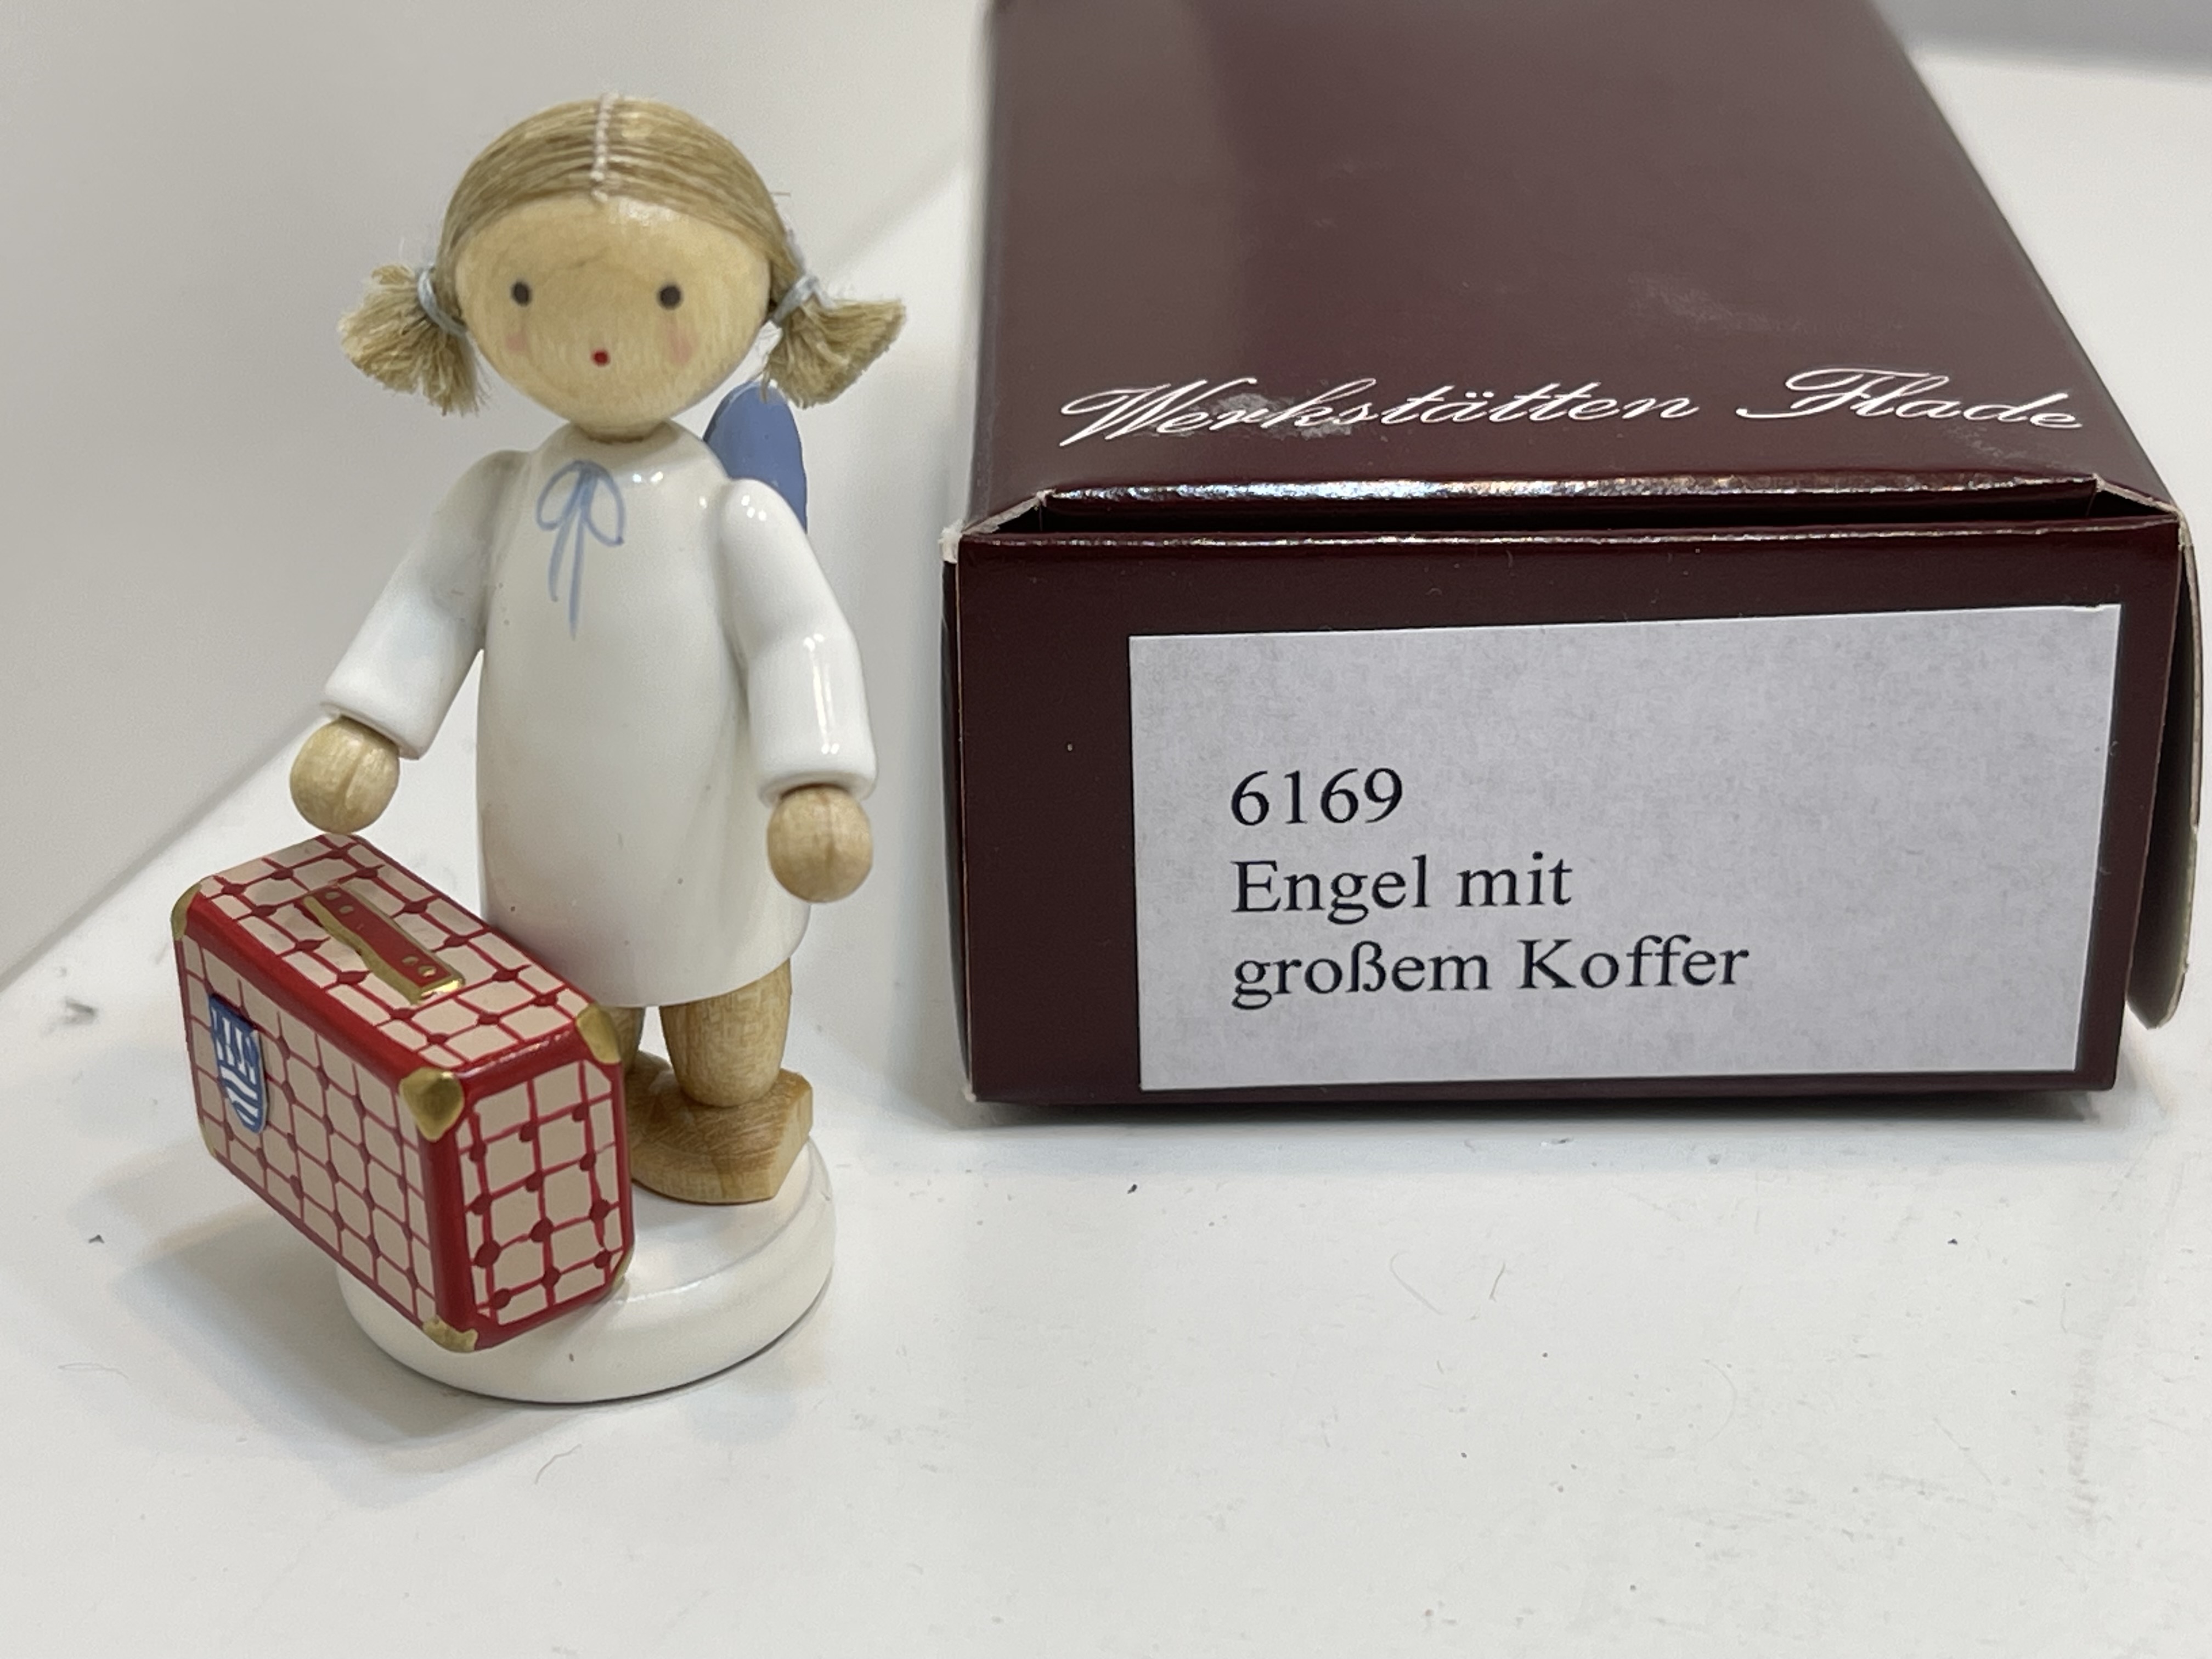 Werkstätten Flade
6169
Engel mit
großem Koffer